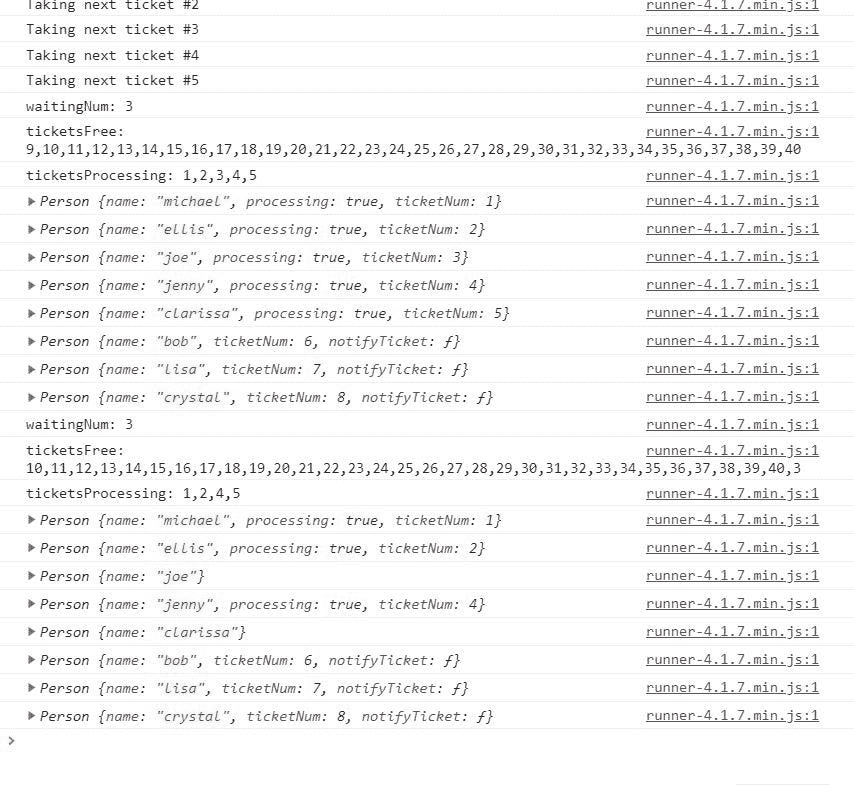 Taking next ticket #2 runner-4.1.7.min.js:1
Taking next ticket #3 runner-4.1.7.min.js:1
Taking next ticket #4 runner-4.1.7.min.js:1
Taking next ticket #5 runner-4.1.7.min.js:1
waitingNum: 3 runner-4.1.7.min.js:1
ticketsFree: runner-4.1.7.min.js:1
9,10,11,12,13,14,15,16,17,18,19,20,21,22,23,24,25,26,27,28,29,30,31,32,33,34,35,36,37,38,39,40
ticketsProcessing: 1,2,3,4,5 runner-4.1.7.min.js:1
▶Person {name: "michael", processing: true, ticketNum: 1} runner-4.1.7.min.js:1
▶Person {name: "ellis", processing: true, ticketNum: 2} runner-4.1.7.min.js:1
▶Person {name: "joe", processing: true, ticketNum: 3} runner-4.1.7.min.js:1
▶Person {name: "jenny", processing: true, ticketNum: 4} runner-4.1.7.min.js:1
▶Person {name: "clarissa", processing: true, ticketNum: 5} runner-4.1.7.min.js:1
▶Person {name: "bob", ticketNum: 6, notifyTicket: ƒ} runner-4.1.7.min.js:1
▶Person {name: "lisa", ticketNum: 7, notifyTicket: ƒ} runner-4.1.7.min.js:1
▶Person {name: "crystal", ticketNum: 8, notifyTicket: ƒ} runner-4.1.7.min.js:1
waitingNum: 3 runner-4.1.7.min.js:1
ticketsFree: runner-4.1.7.min.js:1
10,11,12,13,14,15,16,17,18,19,20,21,22,23,24,25,26,27,28,29,30,31,32,33,34,35,36,37,38,39,40,3
ticketsProcessing: 1,2,4,5 runner-4.1.7.min.js:1
▶Person {name: "michael", processing: true, ticketNum: 1} runner-4.1.7.min.js:1
▶Person {name: "ellis", processing: true, ticketNum: 2} runner-4.1.7.min.js:1
▶Person {name: "joe"} runner-4.1.7.min.js:1
▶Person {name: "jenny", processing: true, ticketNum: 4} runner-4.1.7.min.js:1
▶Person {name: "clarissa"} runner-4.1.7.min.js:1
▶Person {name: "bob", ticketNum: 6, notifyTicket: ƒ} runner-4.1.7.min.js:1
▶Person {name: "lisa", ticketNum: 7, notifyTicket: ƒ} runner-4.1.7.min.js:1
▶Person {name: "crystal", ticketNum: 8, notifyTicket: ƒ} runner-4.1.7.min.js:1
>